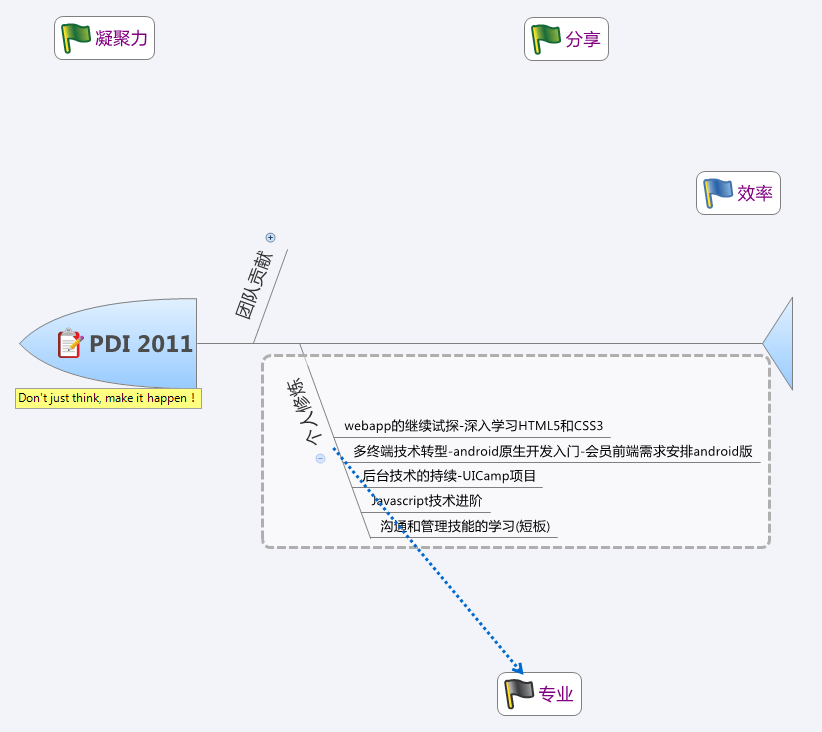 凝聚力
分享
效率
团队贡献
PDI 2011
Don't just think, make it happen！
个人修炼
webapp的继续试探-深入学习HTML5和CSS3
多终端技术转型-android原生开发入门-会员前端需求安排android版
后台技术的持续-UICamp项目
Javascript技术进阶
沟通和管理技能的学习(短板)
专业